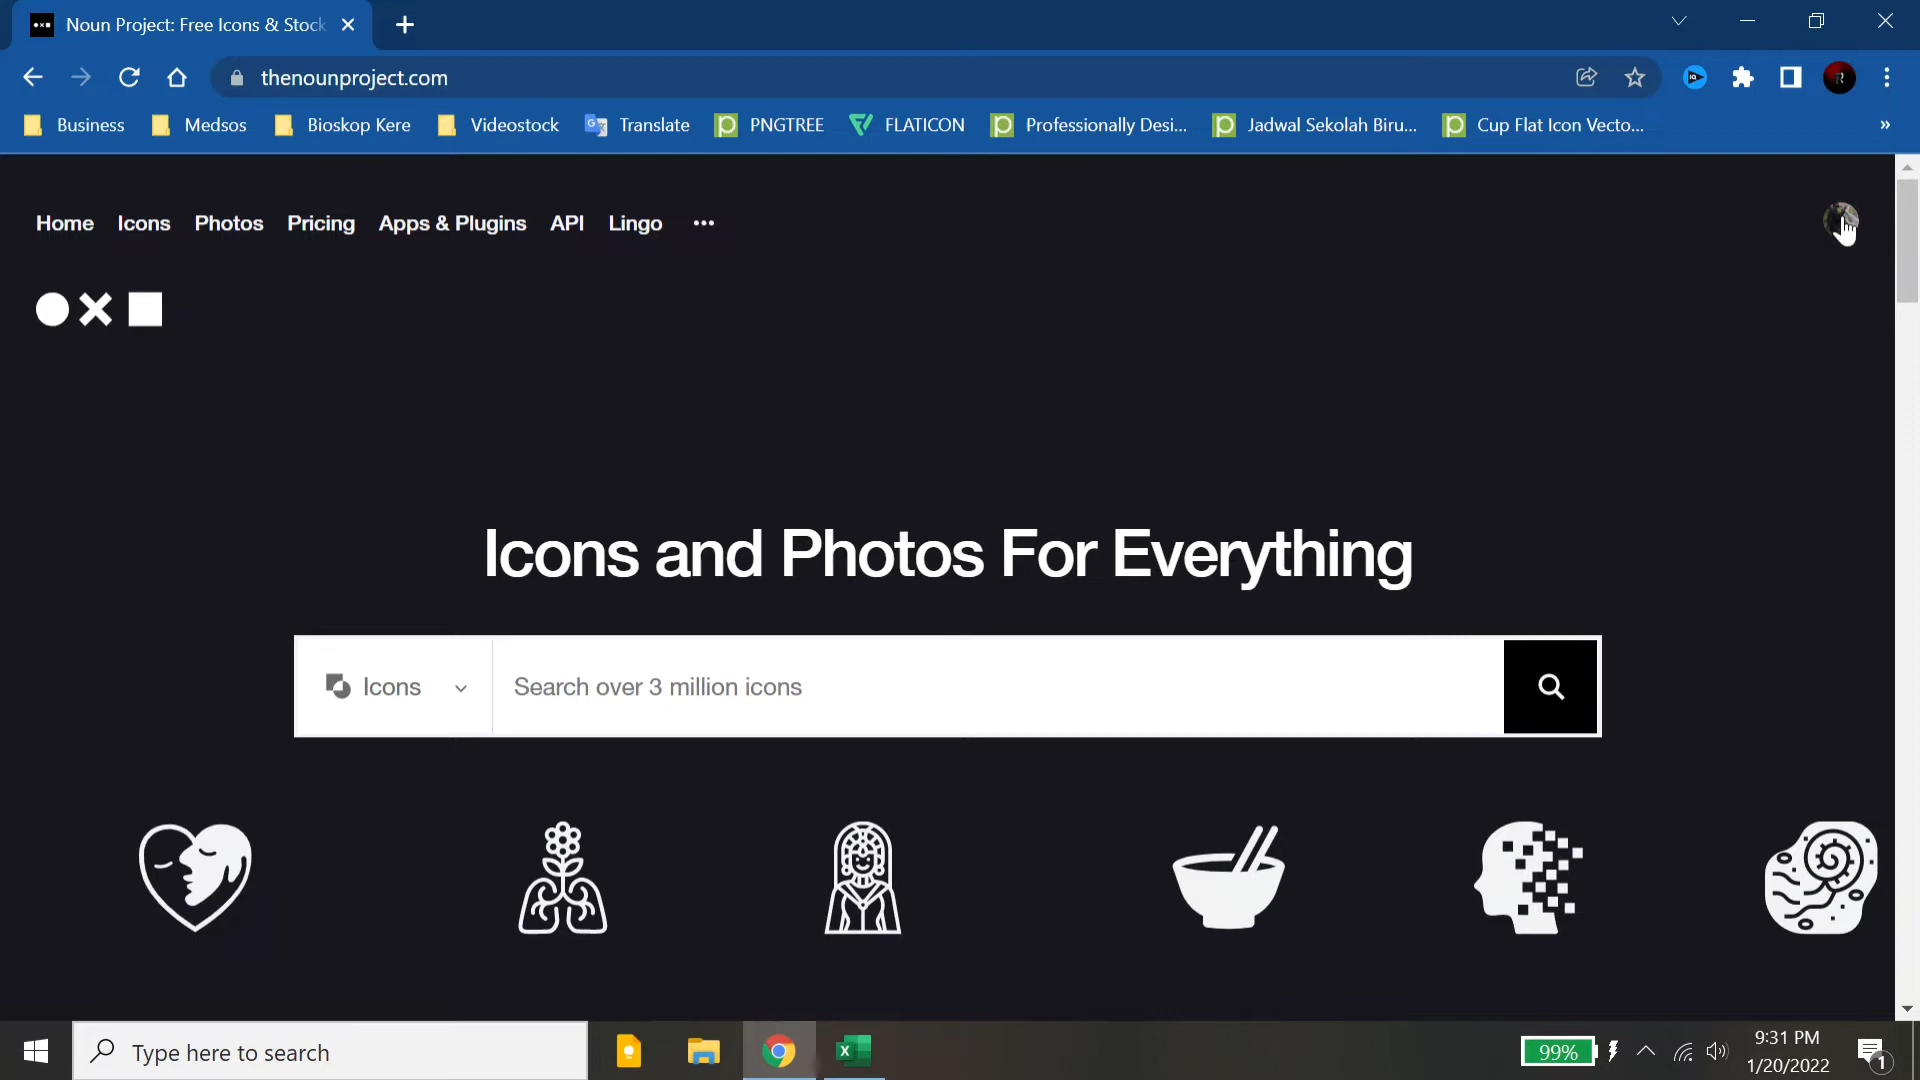 Noun Project: Free Icons & Stock
thenounproject.com
Business Medsos Bioskop Kere Videostock Translate PNGTREE FLATICON Professionally Desi... Jadwal Sekolah Biru... Cup Flat Icon Vecto... »
Home Icons Photos Pricing Apps & Plugins API Lingo •••
Icons and Photos For Everything
Icons Search over 3 million icons
Type here to search
99%
9:31 PM
1/20/2022
1